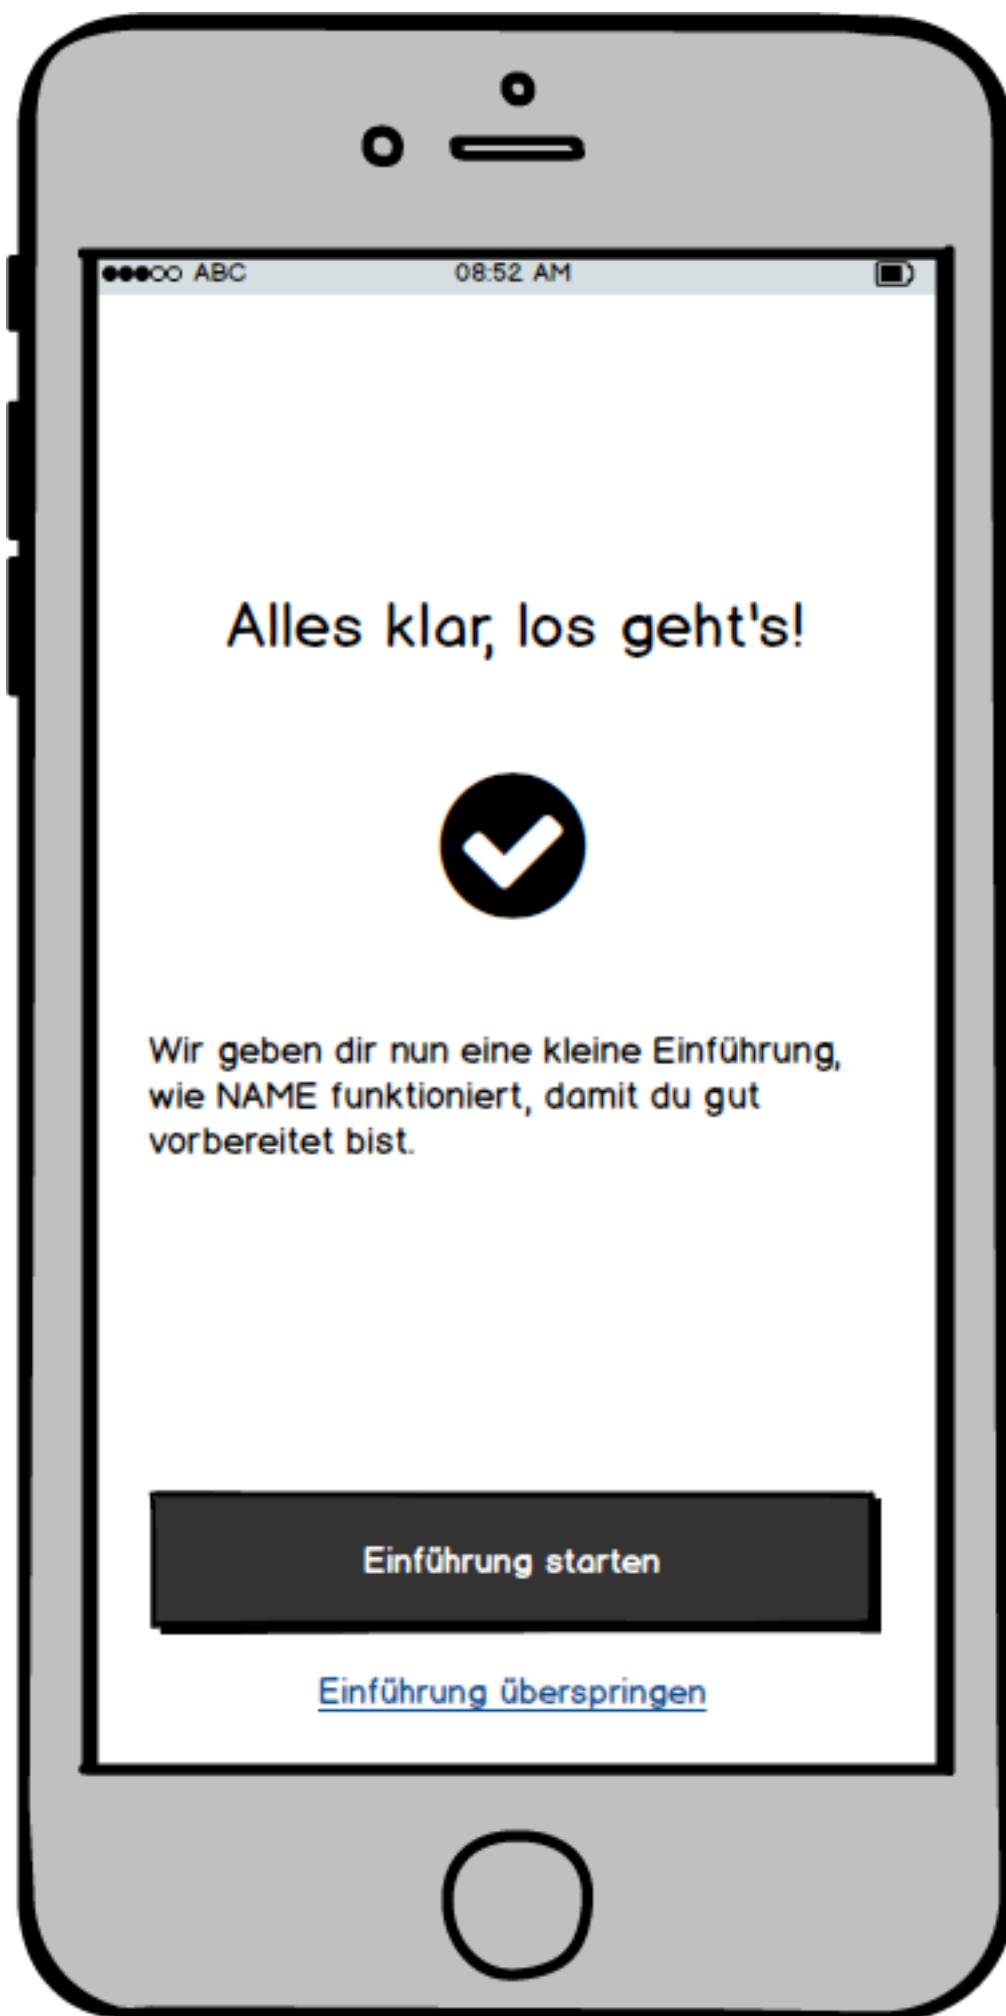 ABC 08:52 AM
Alles klar, los geht's!
Wir geben dir nun eine kleine Einführung,
wie NAME funktioniert, damit du gut
vorbereitet bist.
Einführung starten
Einführung überspringen